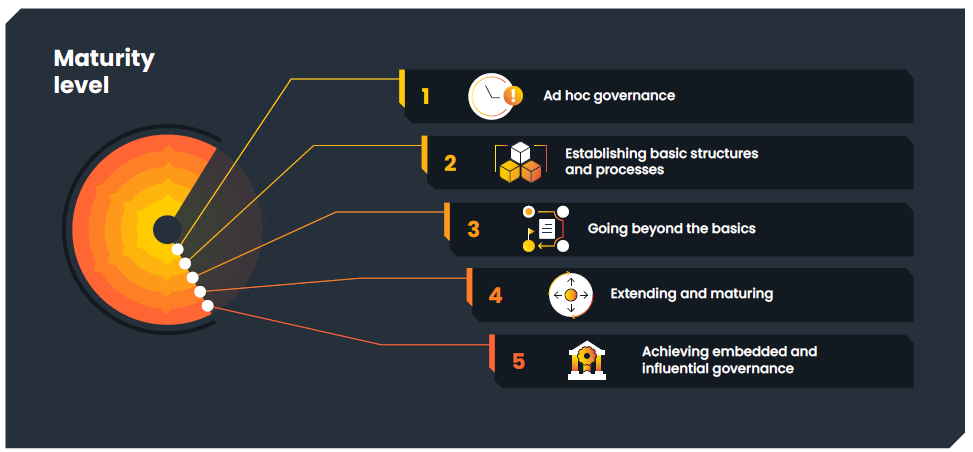 Maturity
level
1
Ad hoc governance
2
Establishing basic structures
and processes
3
Going beyond the basics
4
Extending and maturing
5
Achieving embedded and
influential governance